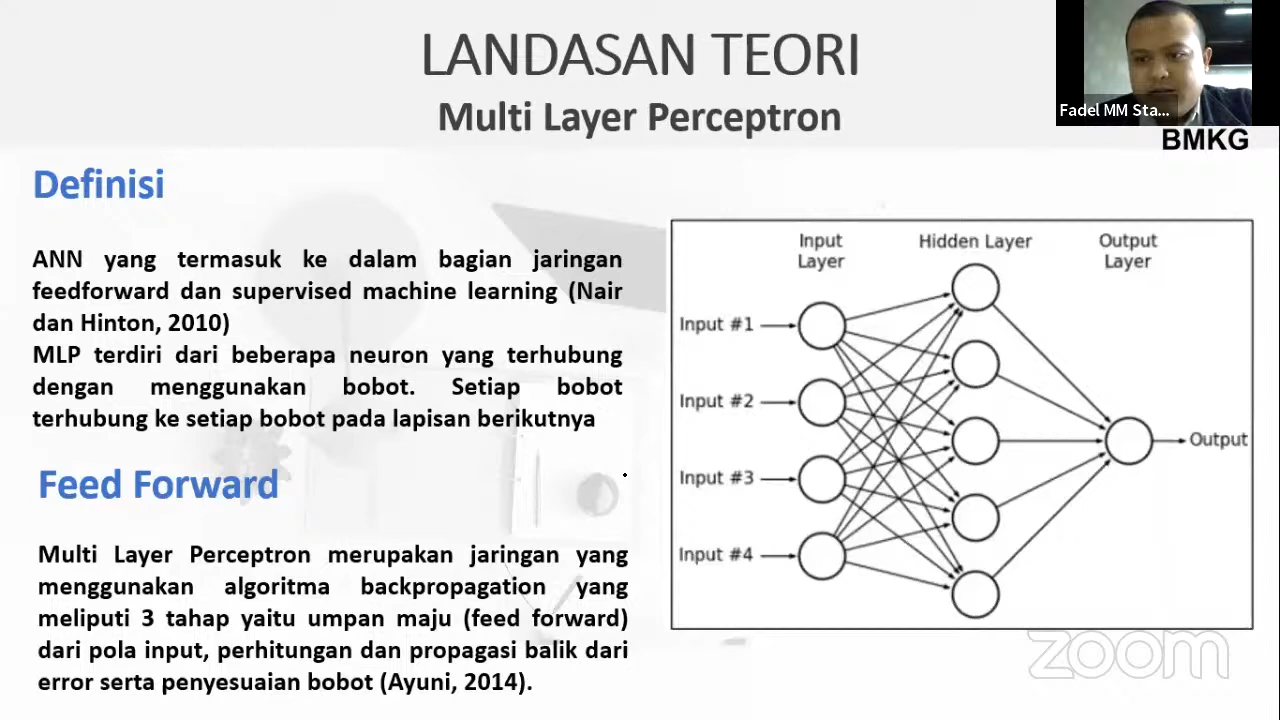 LANDASAN TEORI
Multi Layer Perceptron
Fadel MM Sta...
BMKG
Definisi
ANN yang termasuk ke dalam bagian jaringan
feedforward dan supervised machine learning (Nair
dan Hinton, 2010)
MLP terdiri dari beberapa neuron yang terhubung
dengan menggunakan bobot. Setiap bobot
terhubung ke setiap bobot pada lapisan berikutnya
Feed Forward
Multi Layer Perceptron merupakan jaringan yang
menggunakan algoritma backpropagation yang
meliputi 3 tahap yaitu umpan maju (feed forward)
dari pola input, perhitungan dan propagasi balik dari
error serta penyesuaian bobot (Ayuni, 2014).
Input
Layer
Hidden Layer
Output
Layer
Input #1
Input #2
Input #3
Input #4
Output
zoom